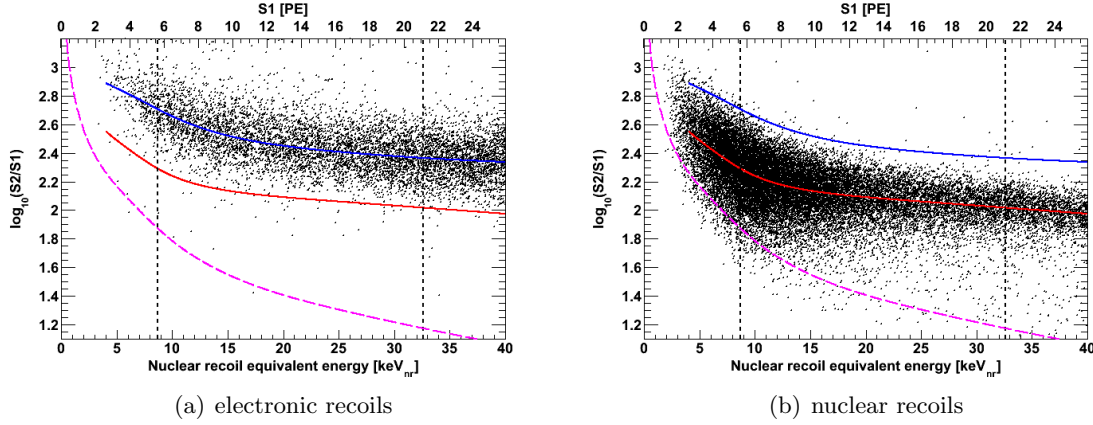 S1 [PE]
0 2 4 6 8 10 12 14 16 18 20 22 24
log10(S2/S1)
3
2.8
2.6
2.4
2.2
2
1.8
1.6
1.4
1.2
0 5 10 15 20 25 30 35 40
Nuclear recoil equivalent energy [keVnr]
(a) electronic recoils
S1 [PE]
0 2 4 6 8 10 12 14 16 18 20 22 24
log10(S2/S1)
3
2.8
2.6
2.4
2.2
2
1.8
1.6
1.4
1.2
0 5 10 15 20 25 30 35 40
Nuclear recoil equivalent energy [keVnr]
(b) nuclear recoils